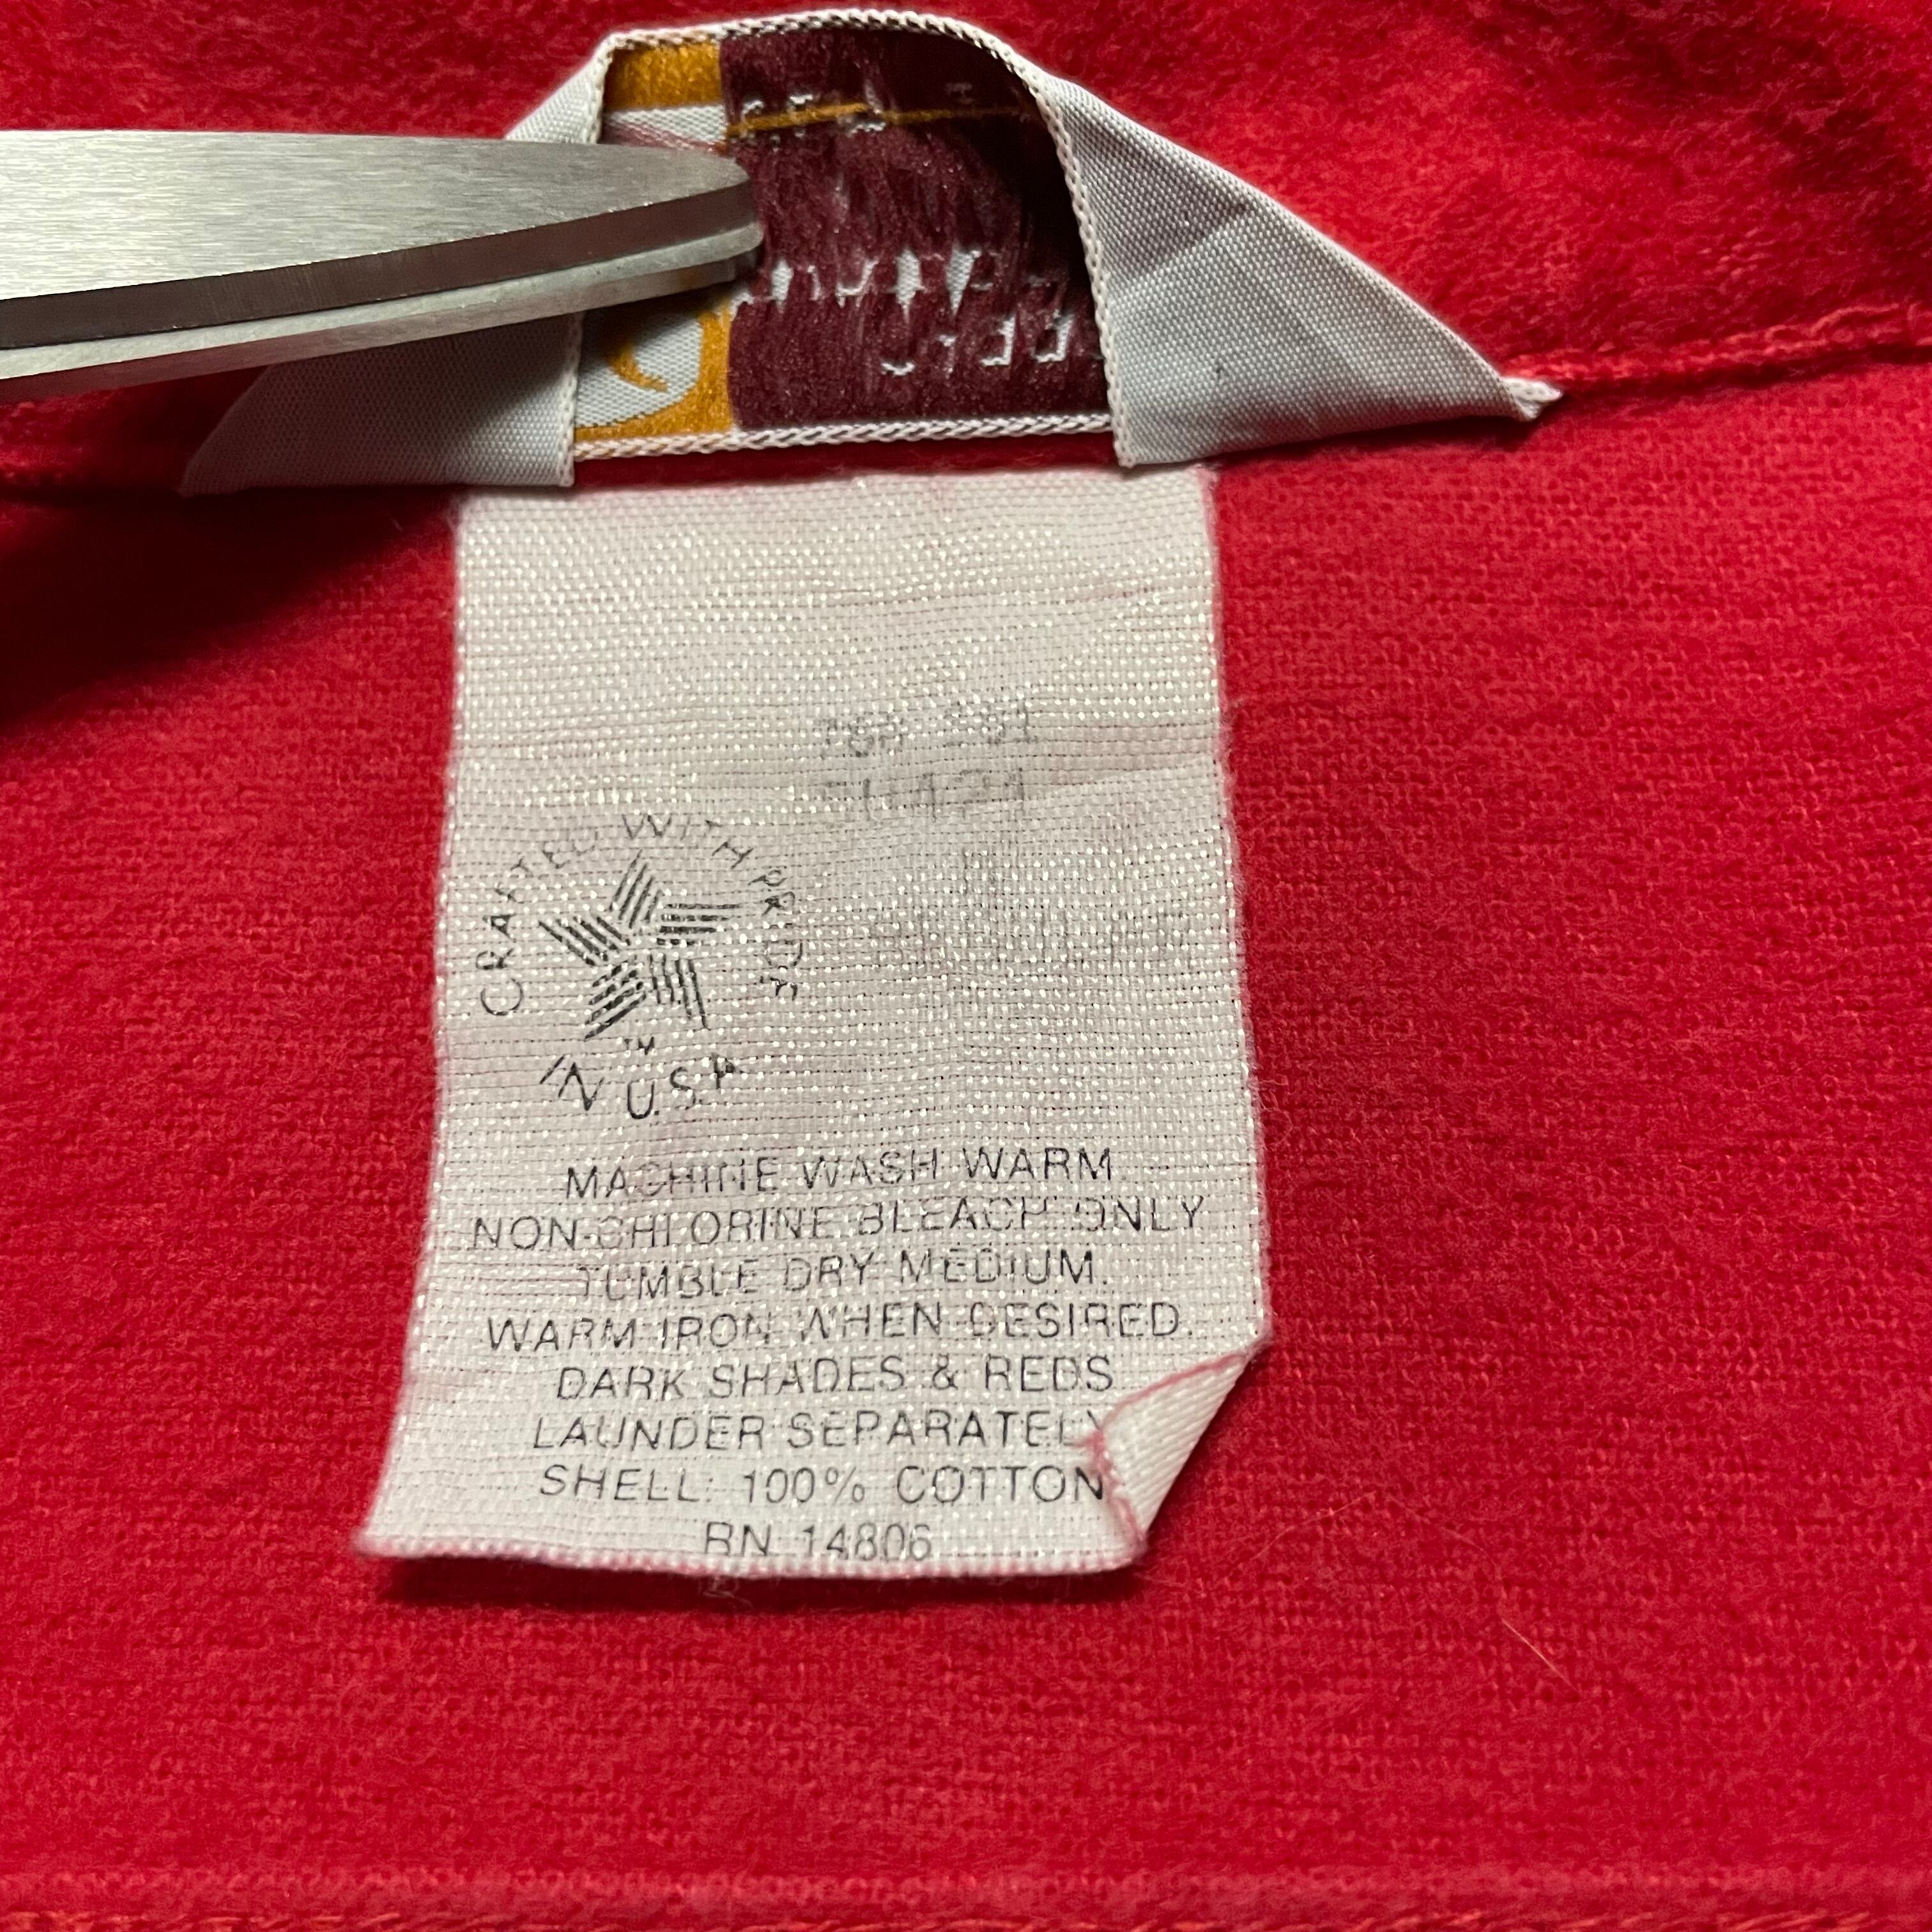 CRAFTED WITH PRIDE
TM
IN U.S.A
MACHINE WASH WARM
NON-CHLORINE BLEACH ONLY
TUMBLE DRY MEDIUM.
WARM IRON WHEN DESIRED.
DARK SHADES & REDS
LAUNDER SEPARATELY
SHELL: 100% COTTON
RN 14806